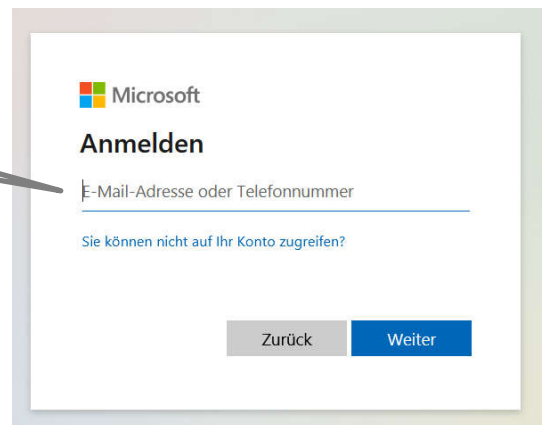 Microsoft
Anmelden
E-Mail-Adresse oder Telefonnummer
Sie können nicht auf Ihr Konto zugreifen?
Zurück
Weiter